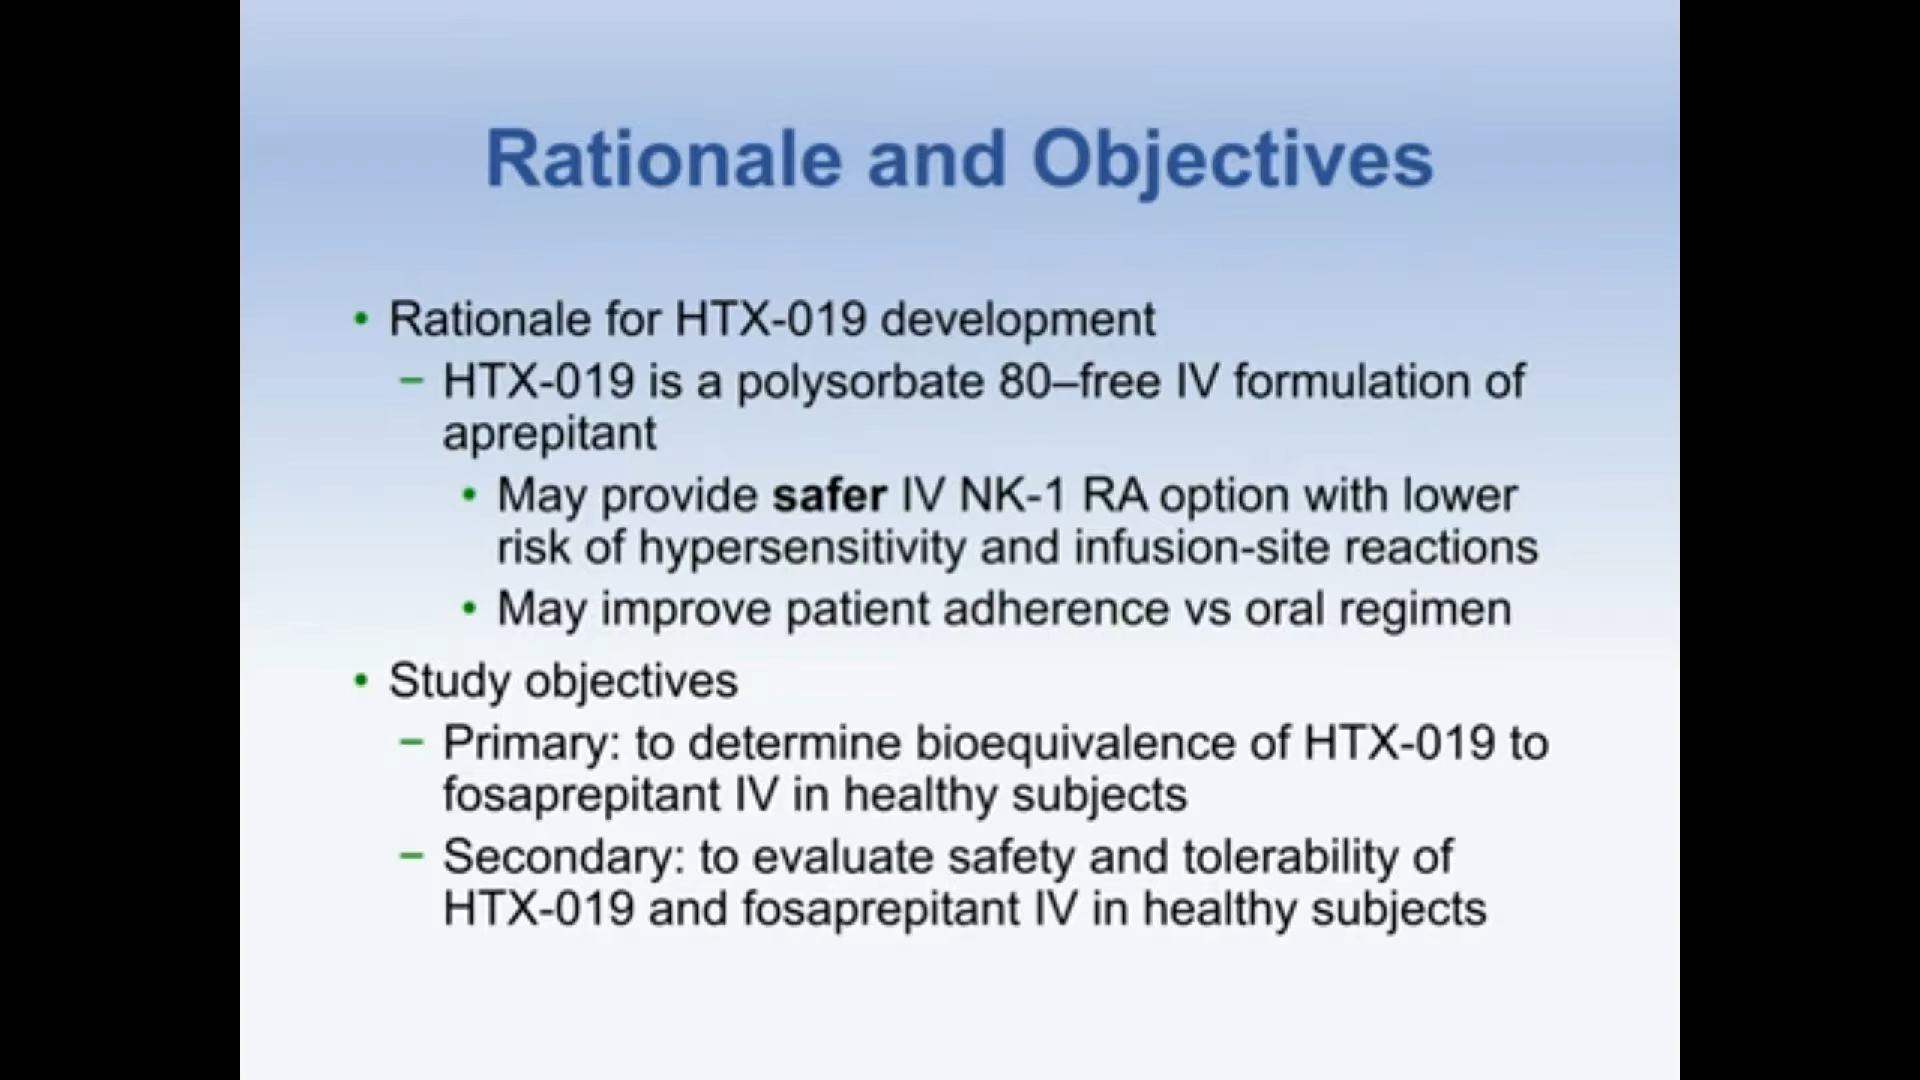 Rationale and Objectives
• Rationale for HTX-019 development
– HTX-019 is a polysorbate 80–free IV formulation of
aprepitant
• May provide safer IV NK-1 RA option with lower
risk of hypersensitivity and infusion-site reactions
• May improve patient adherence vs oral regimen
• Study objectives
– Primary: to determine bioequivalence of HTX-019 to
fosaprepitant IV in healthy subjects
– Secondary: to evaluate safety and tolerability of
HTX-019 and fosaprepitant IV in healthy subjects